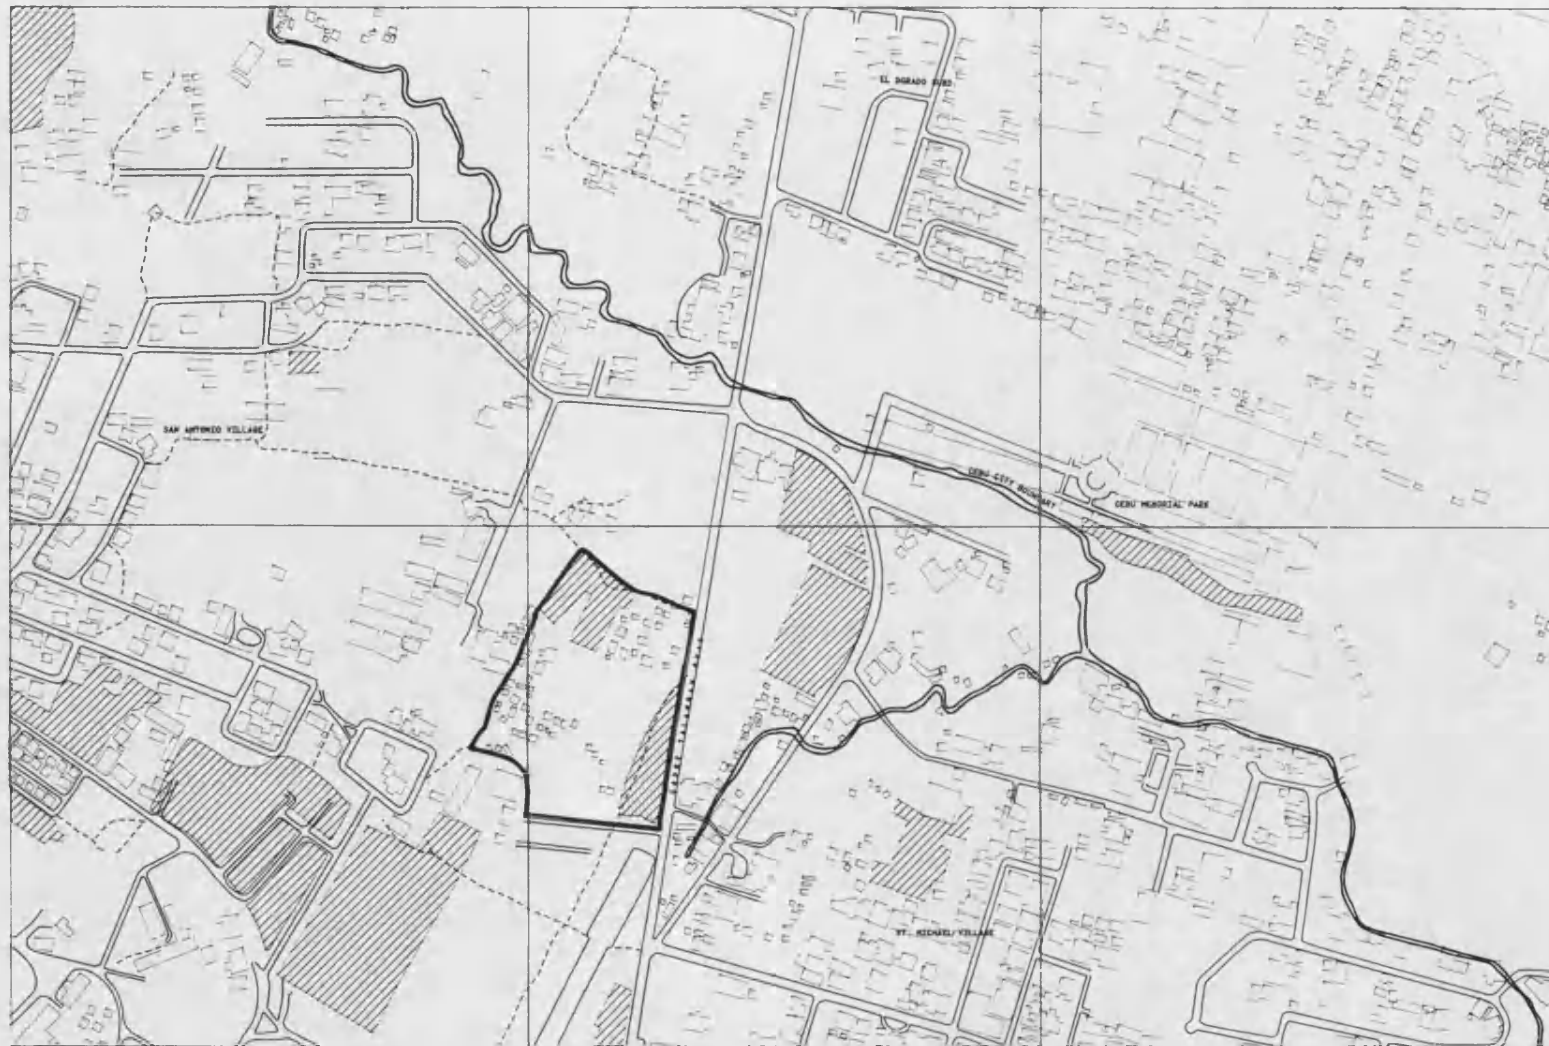 EL DORADO SUBD
SAN ANTONIO VILLAGE
CEBU CITY BOUNDARY
CEBU MEMORIAL PARK
ST. MICHAEL VILLAGE